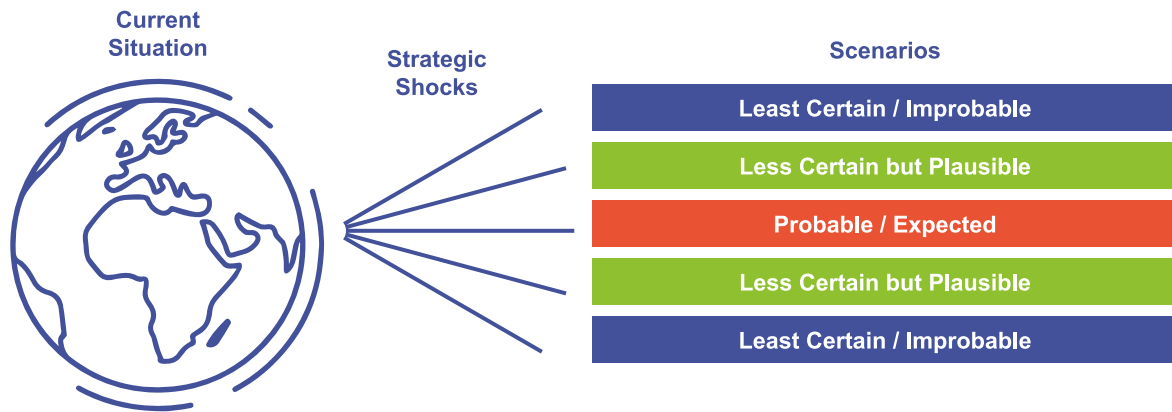 Current
Situation
Strategic
Shocks
Scenarios
Least Certain / Improbable
Less Certain but Plausible
Probable / Expected
Less Certain but Plausible
Least Certain / Improbable